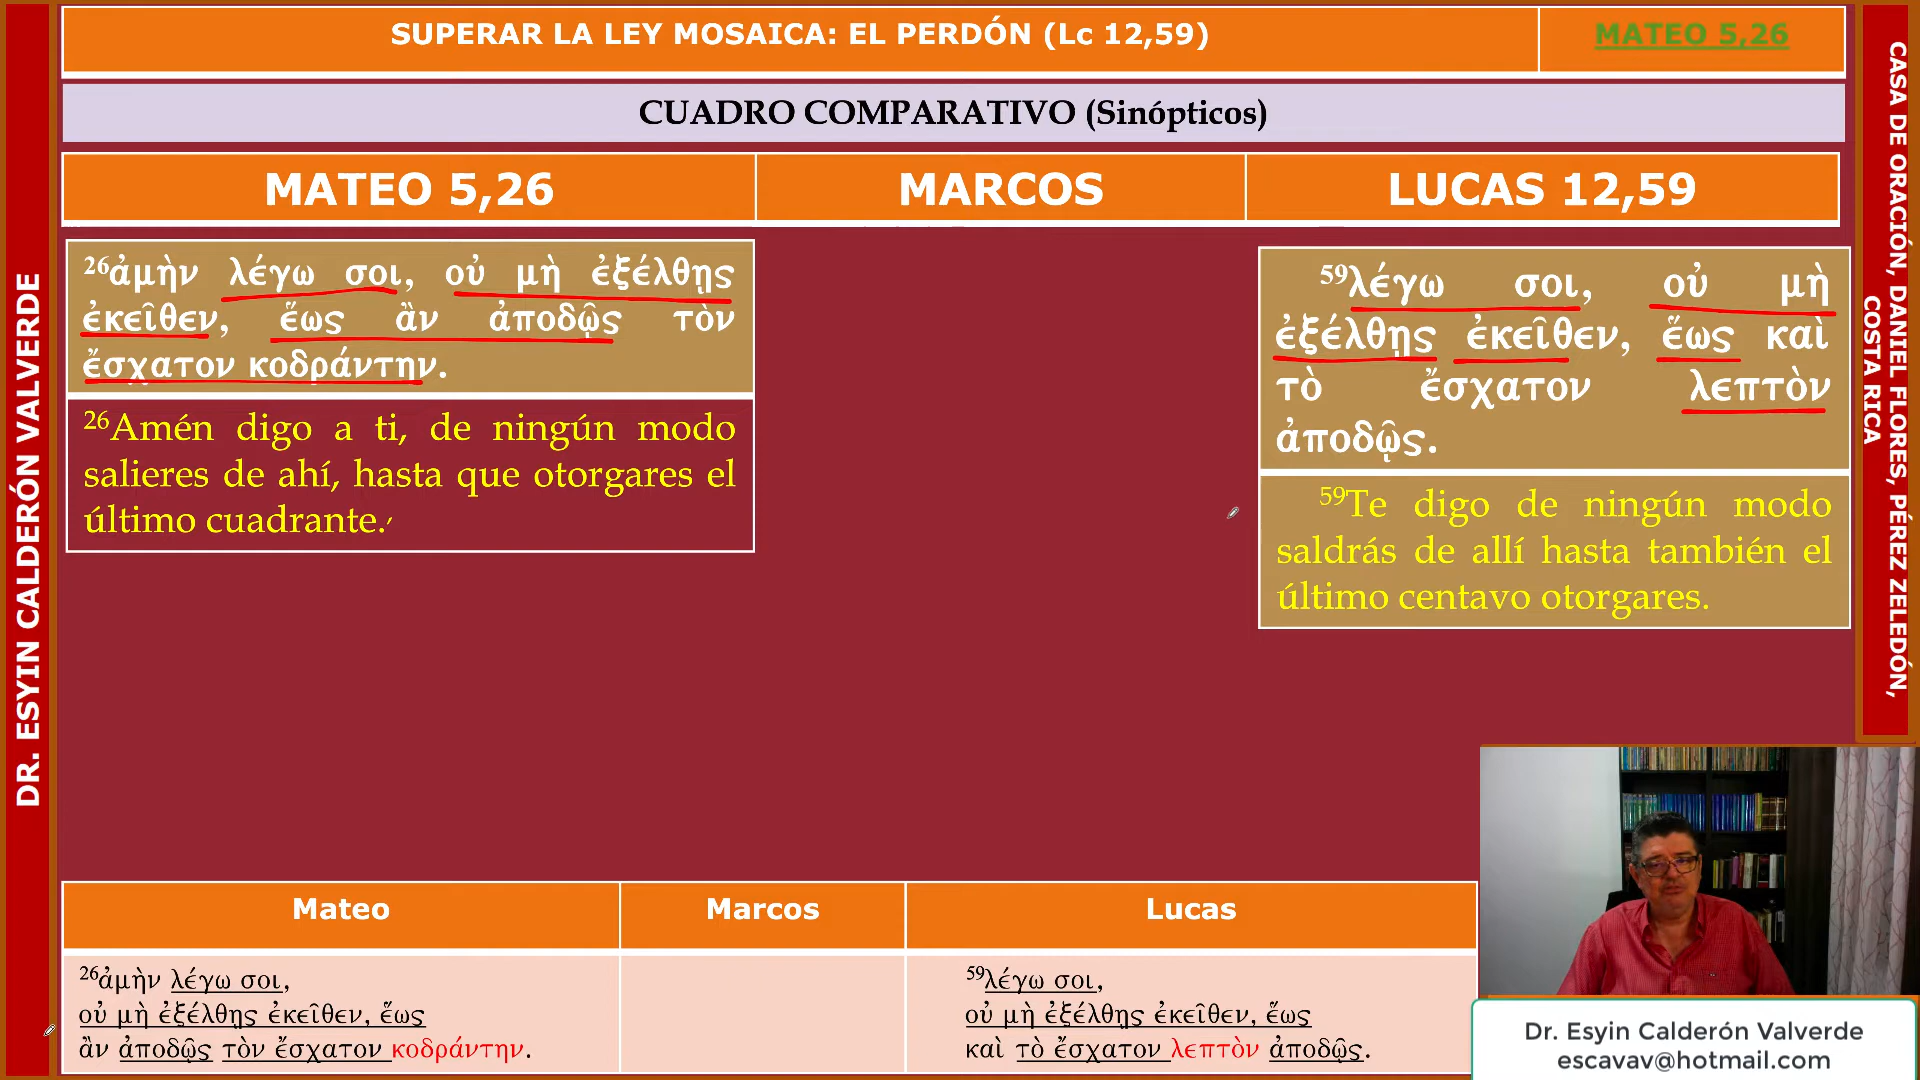 SUPERAR LA LEY MOSAICA: EL PERDÓN (Lc 12,59)
MATEO 5,26
CUADRO COMPARATIVO (Sinópticos)
MATEO 5,26
MARCOS
LUCAS 12,59
²⁶ἀμὴν λέγω σοι, οὐ μὴ ἐξέλθῃς
ἐκεῖθεν, ἕως ἂν ἀποδῷς τὸν
ἔσχατον κοδράντην.
²⁶Amén digo a ti, de ningún modo
salieres de ahí, hasta que otorgares el
último cuadrante.
⁵⁹λέγω σοι, οὐ μὴ
ἐξέλθῃς ἐκεῖθεν, ἕως καὶ
τὸ ἔσχατον λεπτὸν
ἀποδῷς.
⁵⁹Te digo de ningún modo
saldrás de allí hasta también el
último centavo otorgares.
Mateo
Marcos
Lucas
²⁶ἀμὴν λέγω σοι,
οὐ μὴ ἐξέλθῃς ἐκεῖθεν, ἕως
ἂν ἀποδῷς τὸν ἔσχατον κοδράντην.
⁵⁹λέγω σοι,
οὐ μὴ ἐξέλθῃς ἐκεῖθεν, ἕως
καὶ τὸ ἔσχατον λεπτὸν ἀποδῷς.
DR. ESYIN CALDERÓN VALVERDE
CASA DE ORACIÓN, DANIEL FLORES, PÉREZ ZELEDÓN,
COSTA RICA
Dr. Esyin Calderón Valverde
escavav@hotmail.com